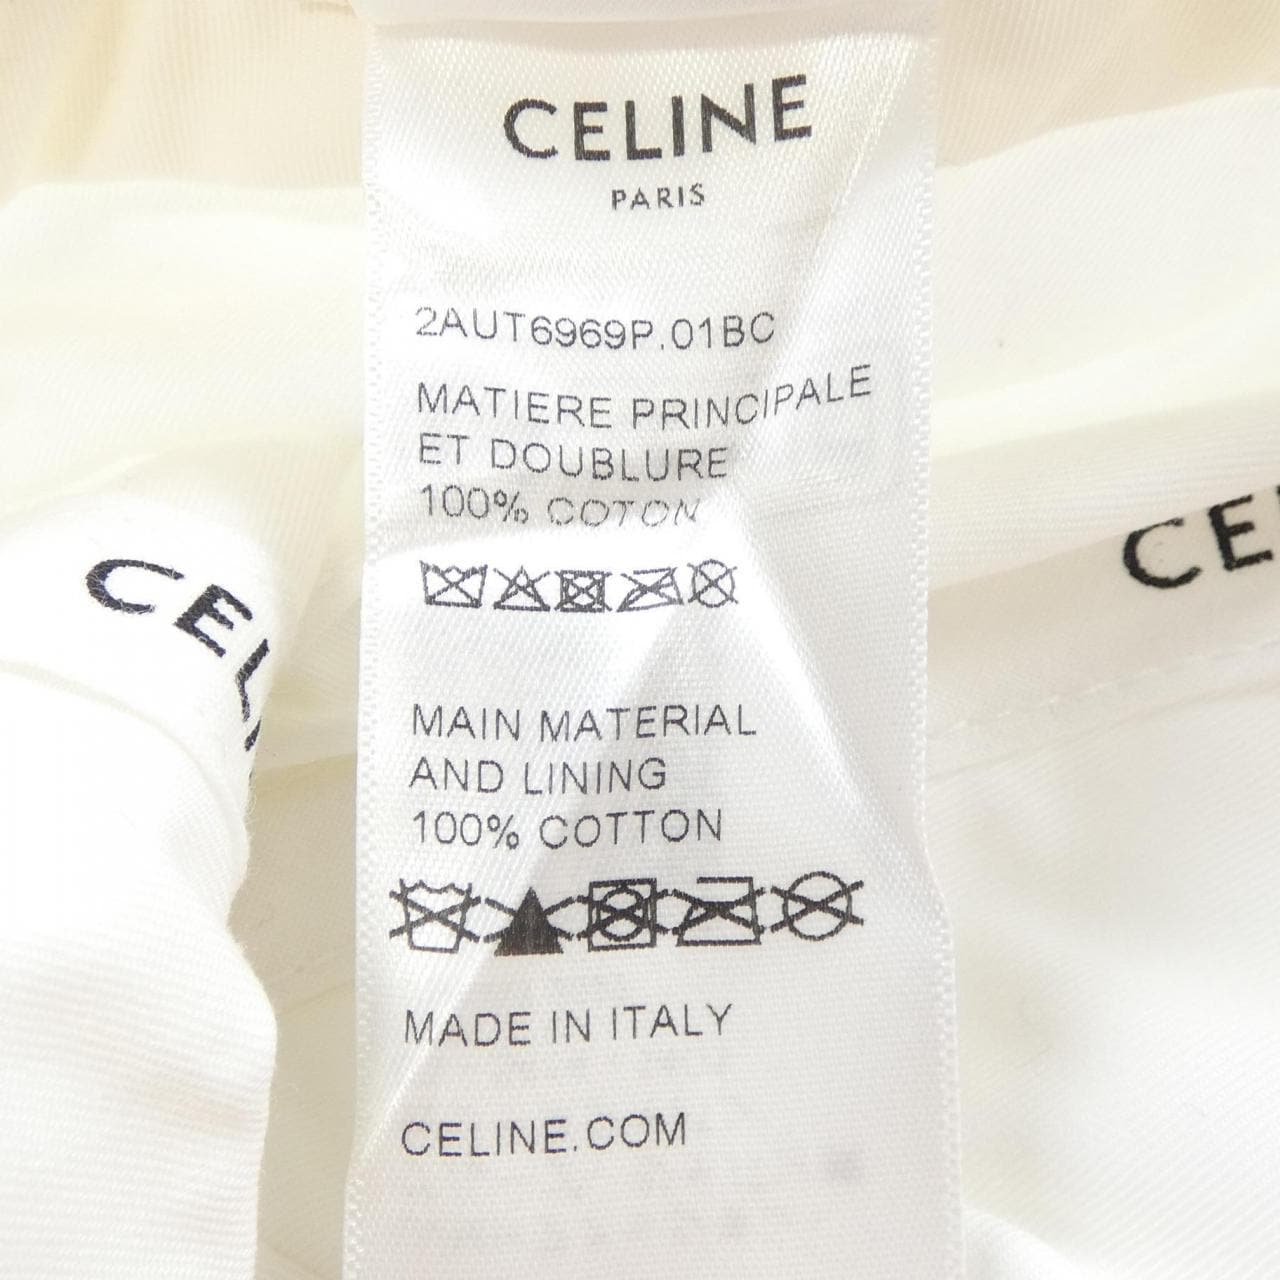 CELINE
PARIS
2AUT6969P.01BC
MATIERE PRINCIPALE
ET DOUBLURE
100% COTON
MAIN MATERIAL
AND LINING
100% COTTON
MADE IN ITALY
CELINE.COM
CELI
CE